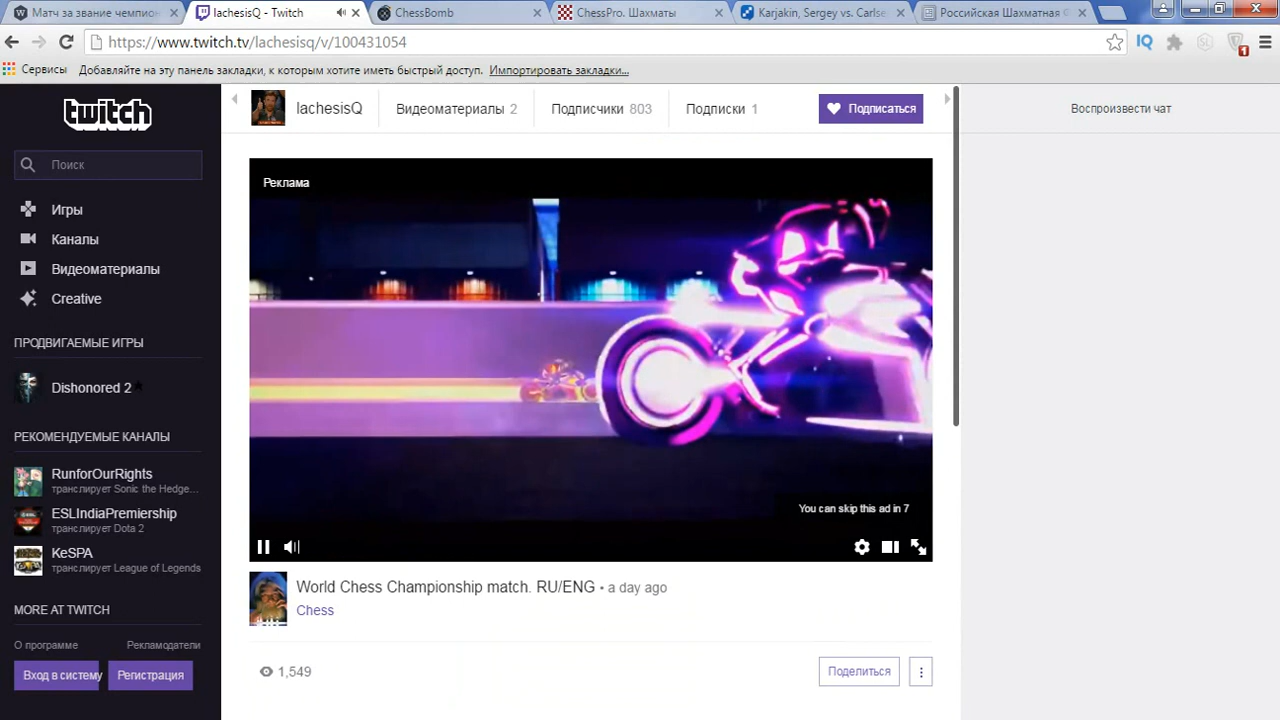 Матч за звание чемпион
lachesisQ - Twitch
ChessBomb
ChessPro. Шахматы
Karjakin, Sergey vs. Carlse
Российская Шахматная Ф
https://www.twitch.tv/lachesisq/v/100431054
IQ
1
Сервисы
Добавляйте на эту панель закладки, к которым хотите иметь быстрый доступ. Импортировать закладки...
twitch
lachesisQ
Видеоматериалы 2
Подписчики 803
Подписки 1
Подписаться
Воспроизвести чат
Поиск
Игры
Каналы
Видеоматериалы
Creative
ПРОДВИГАЕМЫЕ ИГРЫ
Dishonored 2
РЕКОМЕНДУЕМЫЕ КАНАЛЫ
RunforOurRights
транслирует Sonic the Hedge...
ESLIndiaPremiership
транслирует Dota 2
KeSPA
транслирует League of Legends
MORE AT TWITCH
О программе
Рекламодатели
Вход в систему
Регистрация
Реклама
You can skip this ad in 7
World Chess Championship match. RU/ENG • a day ago
Chess
1,549
Поделиться